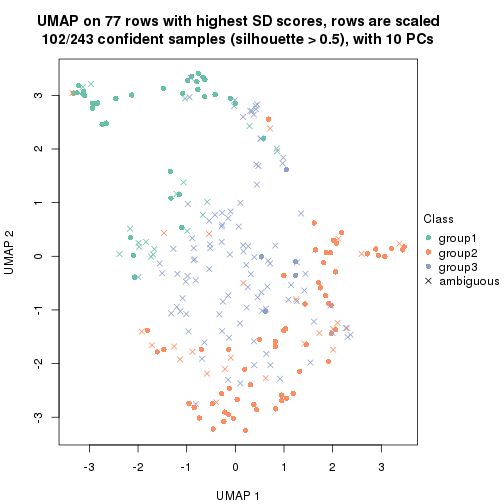 UMAP on 77 rows with highest SD scores, rows are scaled
102/243 confident samples (silhouette > 0.5), with 10 PCs
3
2
1
0
-1
-2
-3
UMAP 2
-3 -2 -1 0 1 2 3
UMAP 1
Class
group1
group2
group3
ambiguous